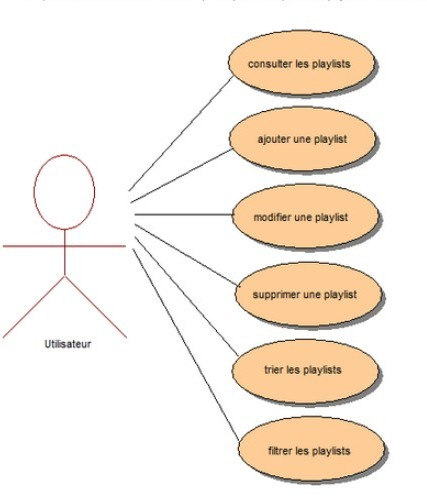 consulter les playlists
ajouter une playlist
modifier une playlist
supprimer une playlist
Utilisateur
trier les playlists
filtrer les playlists